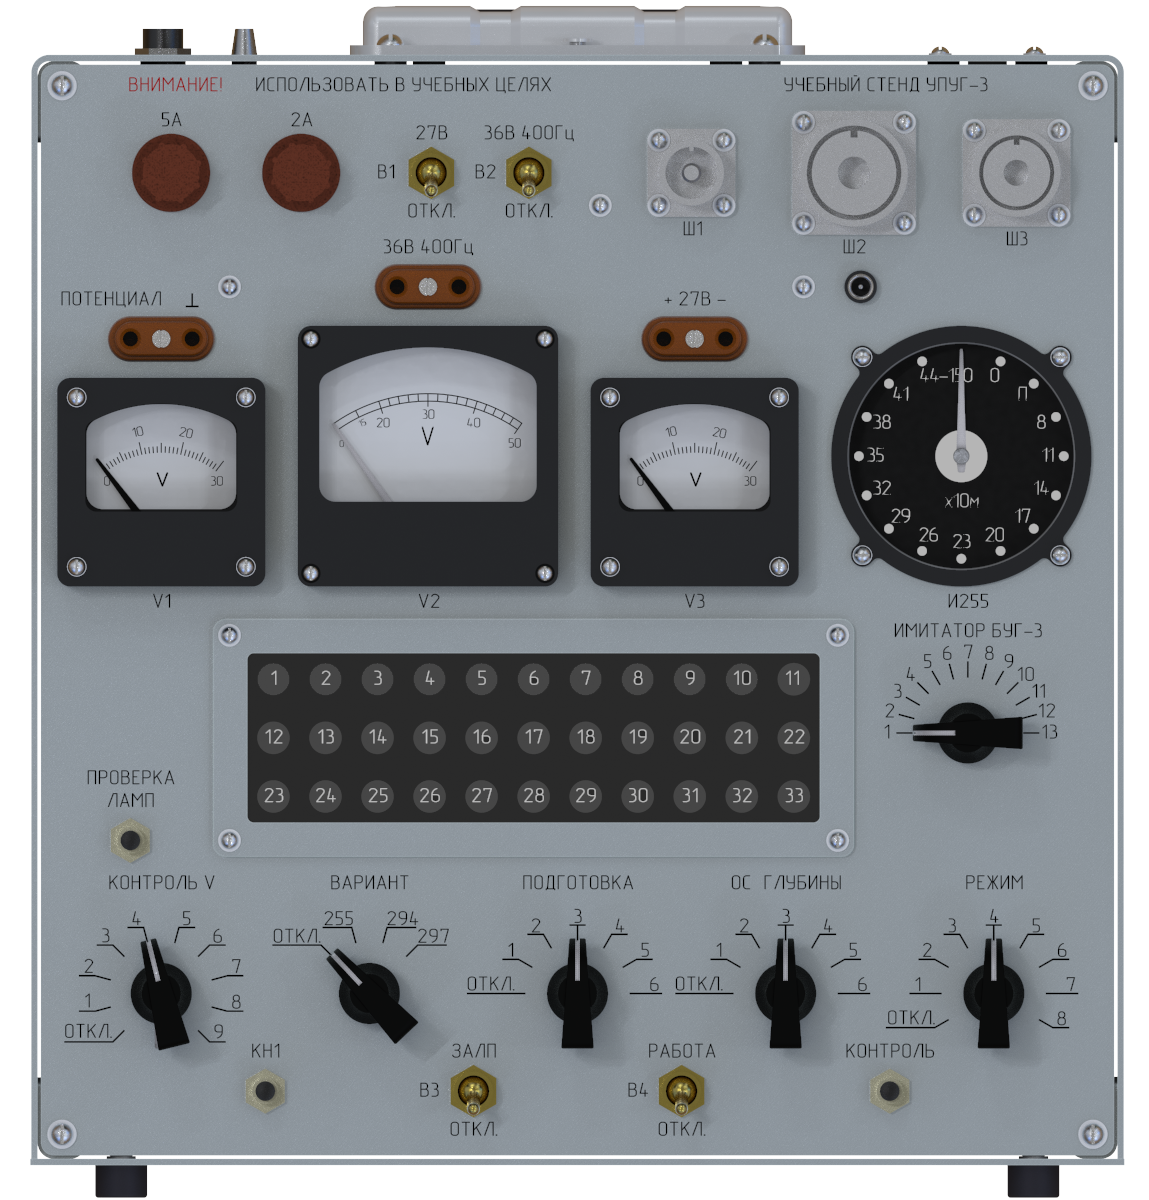 ВНИМАНИЕ! ИСПОЛЬЗОВАТЬ В УЧЕБНЫХ ЦЕЛЯХ
УЧЕБНЫЙ СТЕНД УПУГ-3
5А
2А
27В
36В 400Гц
В1
В2
ОТКЛ.
ОТКЛ.
Ш1
Ш2
Ш3
36В 400Гц
ПОТЕНЦИАЛ ⊥
+ 27В −
0 10 20 30
V
V1
0 15 20 30 40 50
V
V2
0 10 20 30
V
V3
44-150 0 П 8 11 14 17 20 23 26 29 32 35 38 41
х10м
И255
ИМИТАТОР БУГ-3
1 2 3 4 5 6 7 8 9 10 11 12 13
1 2 3 4 5 6 7 8 9 10 11
12 13 14 15 16 17 18 19 20 21 22
23 24 25 26 27 28 29 30 31 32 33
ПРОВЕРКА
ЛАМП
КОНТРОЛЬ V
ОТКЛ. 1 2 3 4 5 6 7 8 9
ВАРИАНТ
ОТКЛ. 255 294 297
ПОДГОТОВКА
ОТКЛ. 1 2 3 4 5 6
ОС ГЛУБИНЫ
ОТКЛ. 1 2 3 4 5 6
РЕЖИМ
ОТКЛ. 1 2 3 4 5 6 7 8
КН1
ЗАЛП
В3
ОТКЛ.
РАБОТА
В4
ОТКЛ.
КОНТРОЛЬ